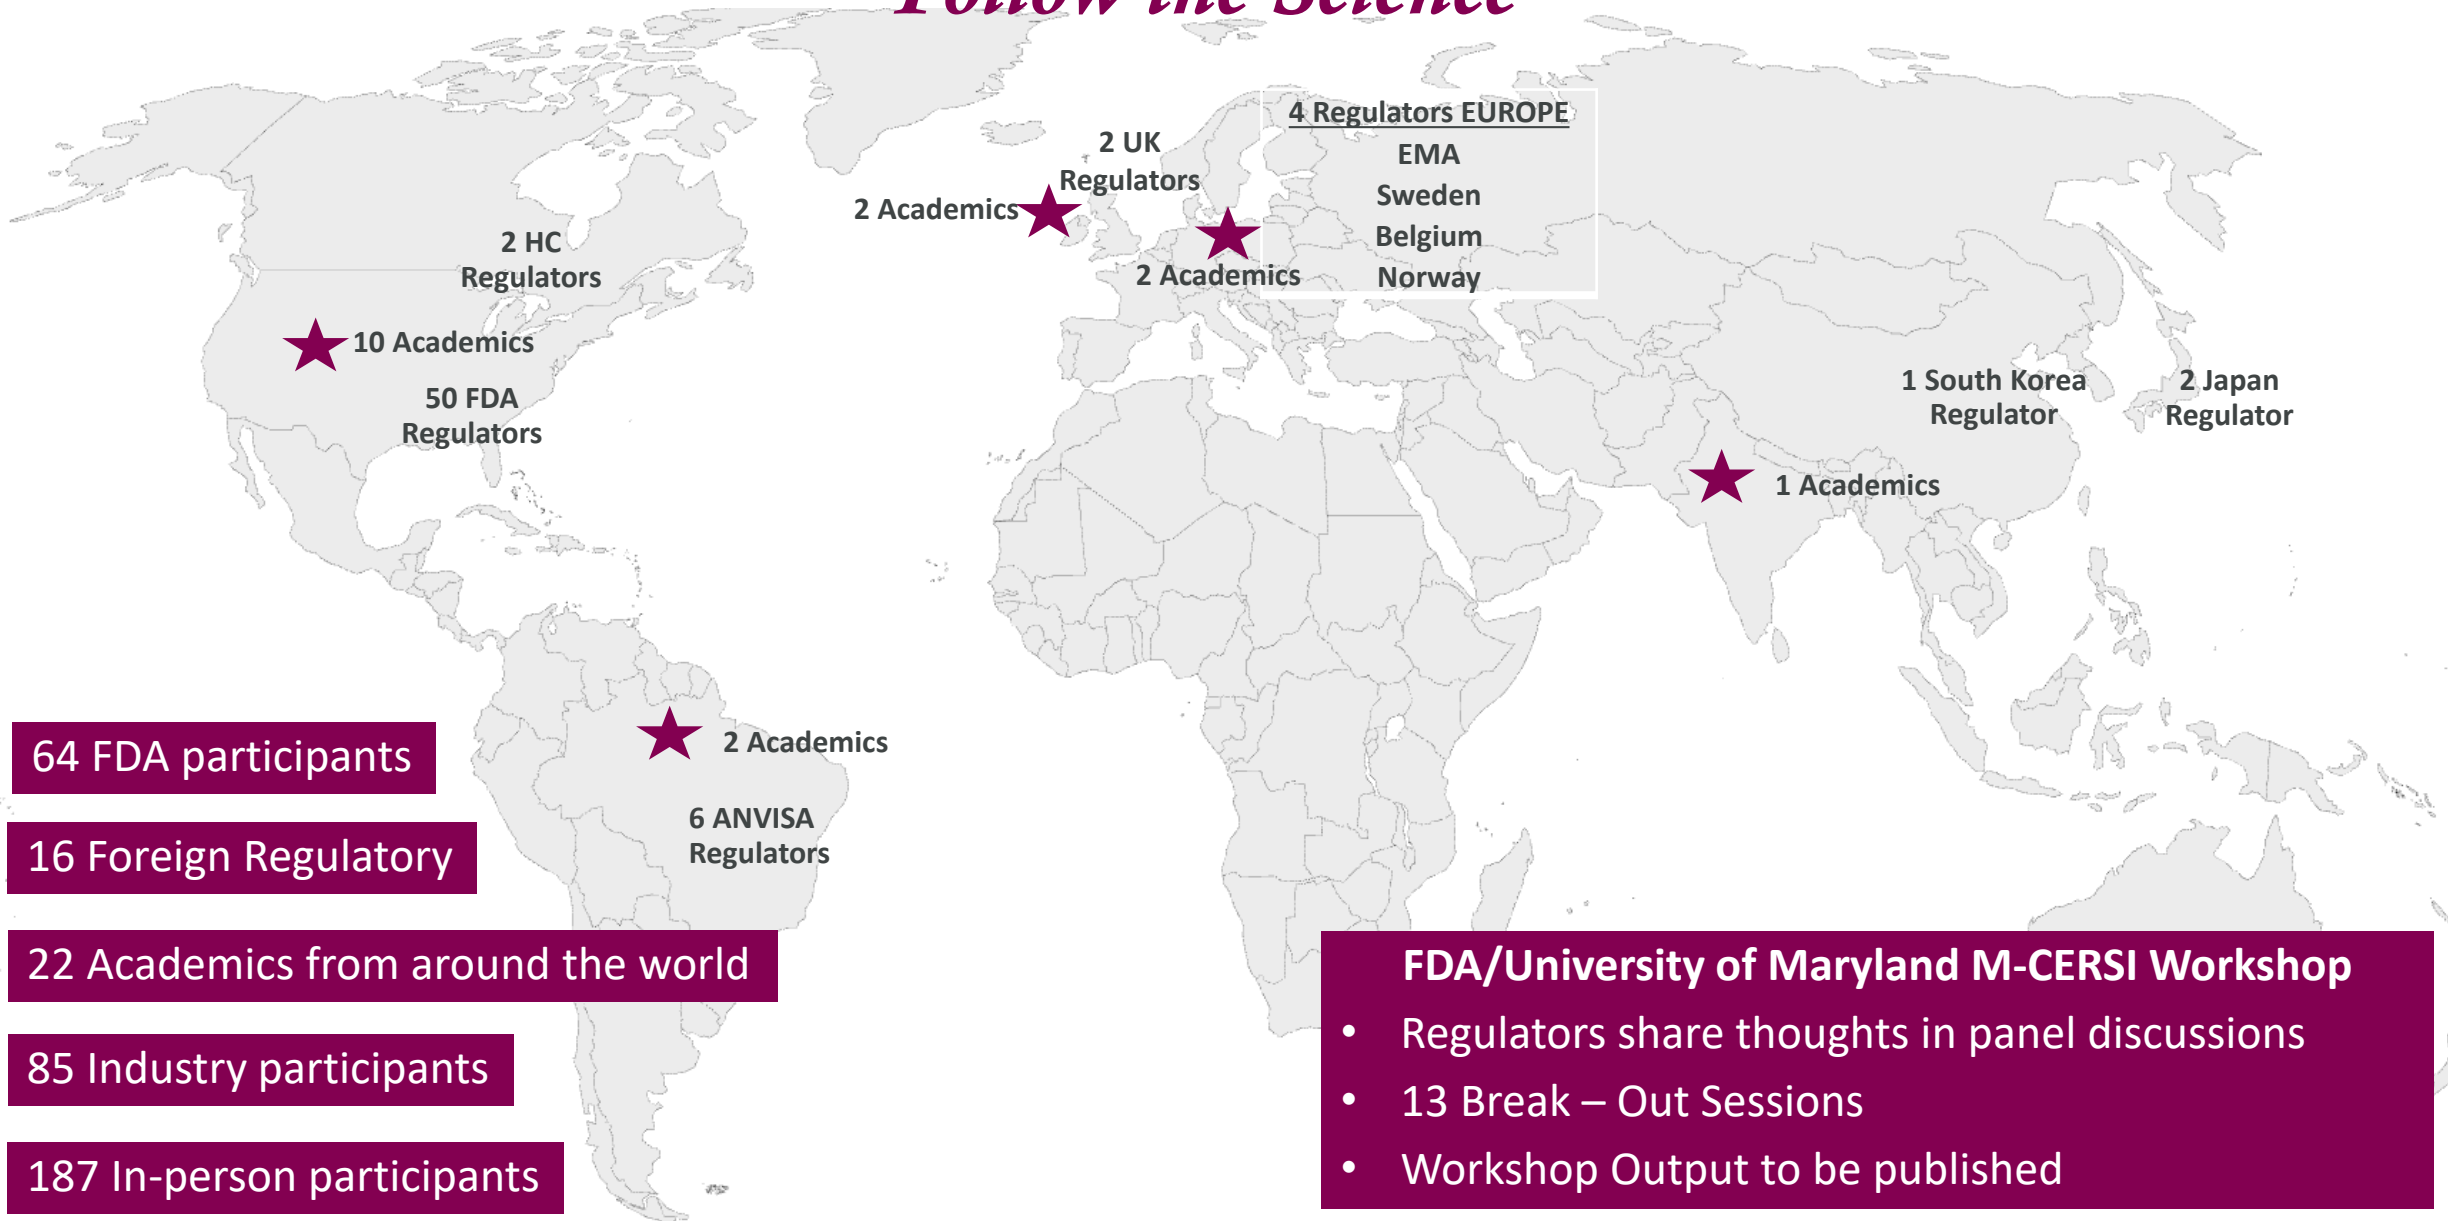 Follow the Science
4 Regulators EUROPE
EMA
Sweden
Belgium
Norway
2 UK
Regulators
2 Academics
2 Academics
2 HC
Regulators
10 Academics
50 FDA
Regulators
1 South Korea
Regulator
2 Japan
Regulator
1 Academics
2 Academics
6 ANVISA
Regulators
64 FDA participants
16 Foreign Regulatory
22 Academics from around the world
85 Industry participants
187 In-person participants
FDA/University of Maryland M-CERSI Workshop
• Regulators share thoughts in panel discussions
• 13 Break – Out Sessions
• Workshop Output to be published